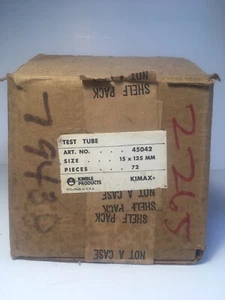 SHELF PACK
NOT A CASE
TEST TUBE
ART. NO. . . . 45042
SIZE . . . . 15 x 125 MM
PIECES . . . . 72
KIMBLE
PRODUCTS
KIMAX®
NOT A CASE
SHELF PACK
2265